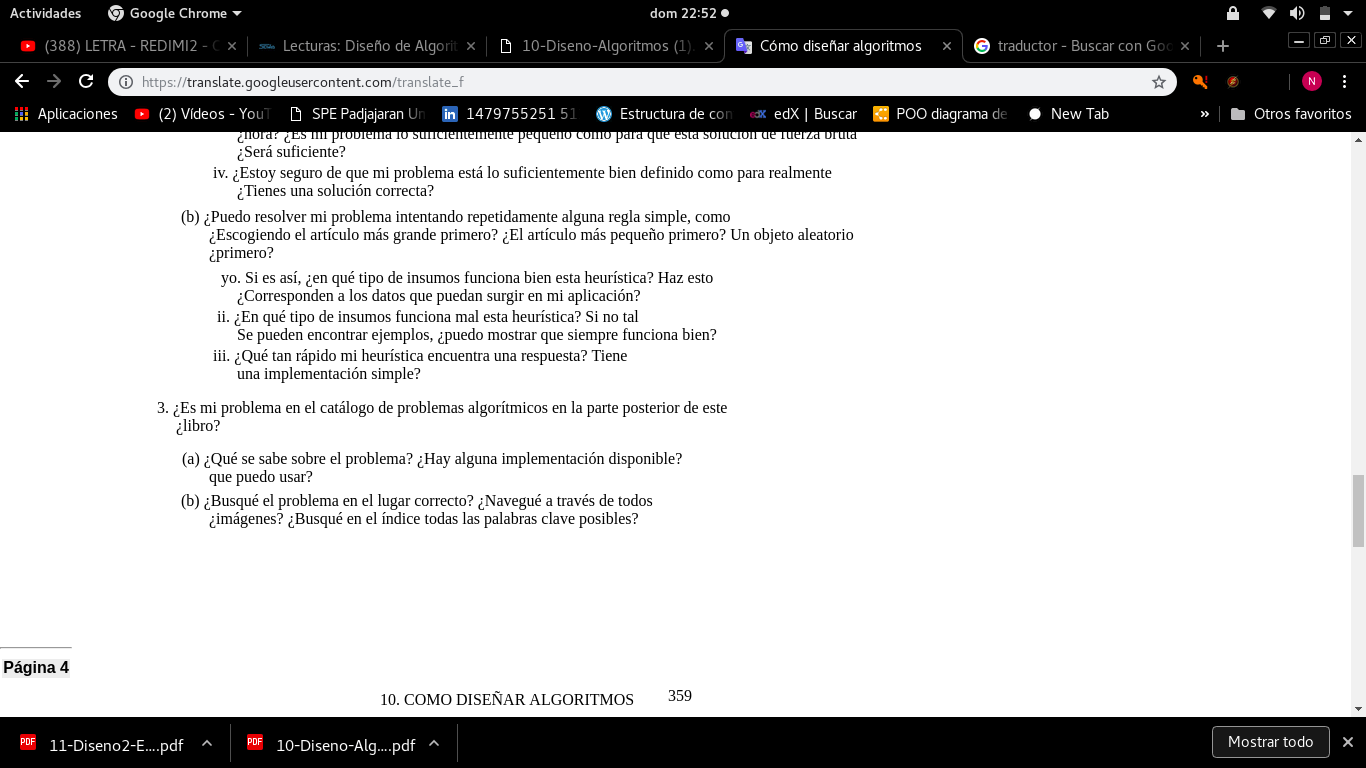 Actividades
Google Chrome
dom 22:52
(388) LETRA - REDIMI2 - C
Lecturas: Diseño de Algorit
10-Diseno-Algoritmos (1).
Cómo diseñar algoritmos
traductor - Buscar con Goo
https://translate.googleusercontent.com/translate_f
N
Aplicaciones
(2) Vídeos - YouT
SPE Padjajaran Un
1479755251 51
Estructura de con
edX | Buscar
POO diagrama de
New Tab
»
Otros favoritos
¿hora? ¿Es mi problema lo suficientemente pequeño como para que esta solución de fuerza bruta
¿Será suficiente?
iv. ¿Estoy seguro de que mi problema está lo suficientemente bien definido como para realmente
¿Tienes una solución correcta?
(b) ¿Puedo resolver mi problema intentando repetidamente alguna regla simple, como
¿Escogiendo el artículo más grande primero? ¿El artículo más pequeño primero? Un objeto aleatorio
¿primero?
yo. Si es así, ¿en qué tipo de insumos funciona bien esta heurística? Haz esto
¿Corresponden a los datos que puedan surgir en mi aplicación?
ii. ¿En qué tipo de insumos funciona mal esta heurística? Si no tal
Se pueden encontrar ejemplos, ¿puedo mostrar que siempre funciona bien?
iii. ¿Qué tan rápido mi heurística encuentra una respuesta? Tiene
una implementación simple?
3. ¿Es mi problema en el catálogo de problemas algorítmicos en la parte posterior de este
¿libro?
(a) ¿Qué se sabe sobre el problema? ¿Hay alguna implementación disponible?
que puedo usar?
(b) ¿Busqué el problema en el lugar correcto? ¿Navegué a través de todos
¿imágenes? ¿Busqué en el índice todas las palabras clave posibles?
Página 4
10. COMO DISEÑAR ALGORITMOS 359
11-Diseno2-E....pdf
10-Diseno-Alg....pdf
Mostrar todo